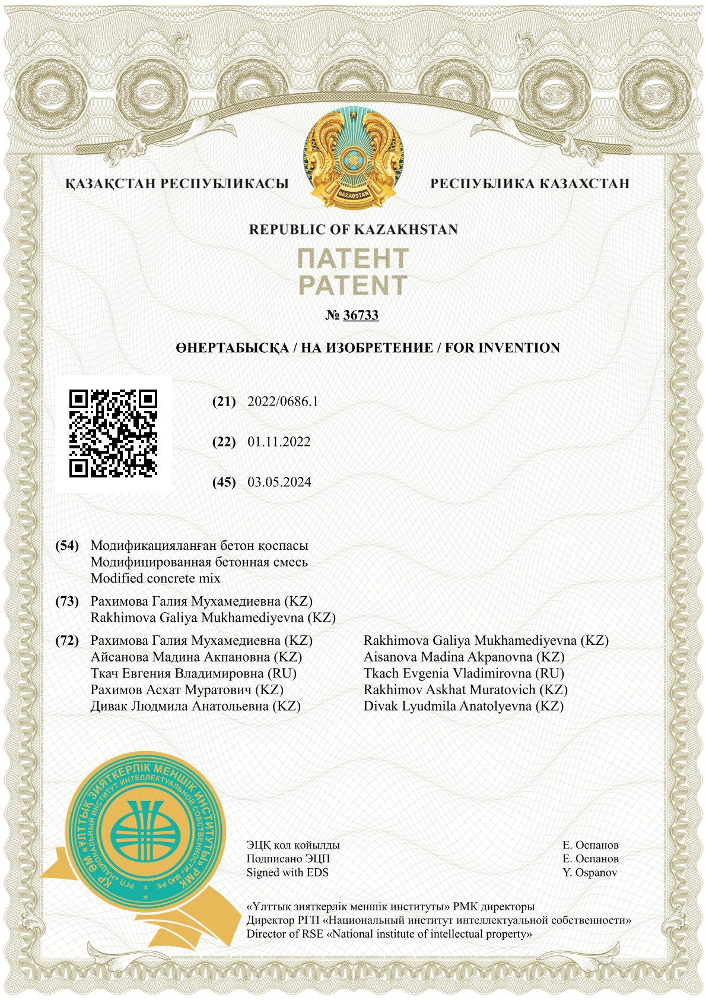 ҚАЗАҚСТАН РЕСПУБЛИКАСЫ
РЕСПУБЛИКА КАЗАХСТАН
QAZAQSTAN
REPUBLIC OF KAZAKHSTAN
ПАТЕНТ
PATENT
№ 36733
ӨНЕРТАБЫСҚА / НА ИЗОБРЕТЕНИЕ / FOR INVENTION
(21) 2022/0686.1
(22) 01.11.2022
(45) 03.05.2024
(54) Модификацияланған бетон қоспасы
Модифицированная бетонная смесь
Modified concrete mix
(73) Рахимова Галия Мухамедиевна (KZ)
Rakhimova Galiya Mukhamediyevna (KZ)
(72) Рахимова Галия Мухамедиевна (KZ) Rakhimova Galiya Mukhamediyevna (KZ)
Айсанова Мадина Акпановна (KZ) Aisanova Madina Akpanovna (KZ)
Ткач Евгения Владимировна (RU) Tkach Evgenia Vladimirovna (RU)
Рахимов Асхат Муратович (KZ) Rakhimov Askhat Muratovich (KZ)
Дивак Людмила Анатольевна (KZ) Divak Lyudmila Anatolyevna (KZ)
ҚР ӘМ «ҰЛТТЫҚ ЗИЯТКЕРЛІК МЕНШІК ИНСТИТУТЫ» РМК
РГП «НАЦИОНАЛЬНЫЙ ИНСТИТУТ ИНТЕЛЛЕКТУАЛЬНОЙ СОБСТВЕННОСТИ» МЮ РК
ЭЦҚ қол қойылды Е. Оспанов
Подписано ЭЦП Е. Оспанов
Signed with EDS Y. Ospanov
«Ұлттық зияткерлік меншік институты» РМК директоры
Директор РГП «Национальный институт интеллектуальной собственности»
Director of RSE «National institute of intellectual property»